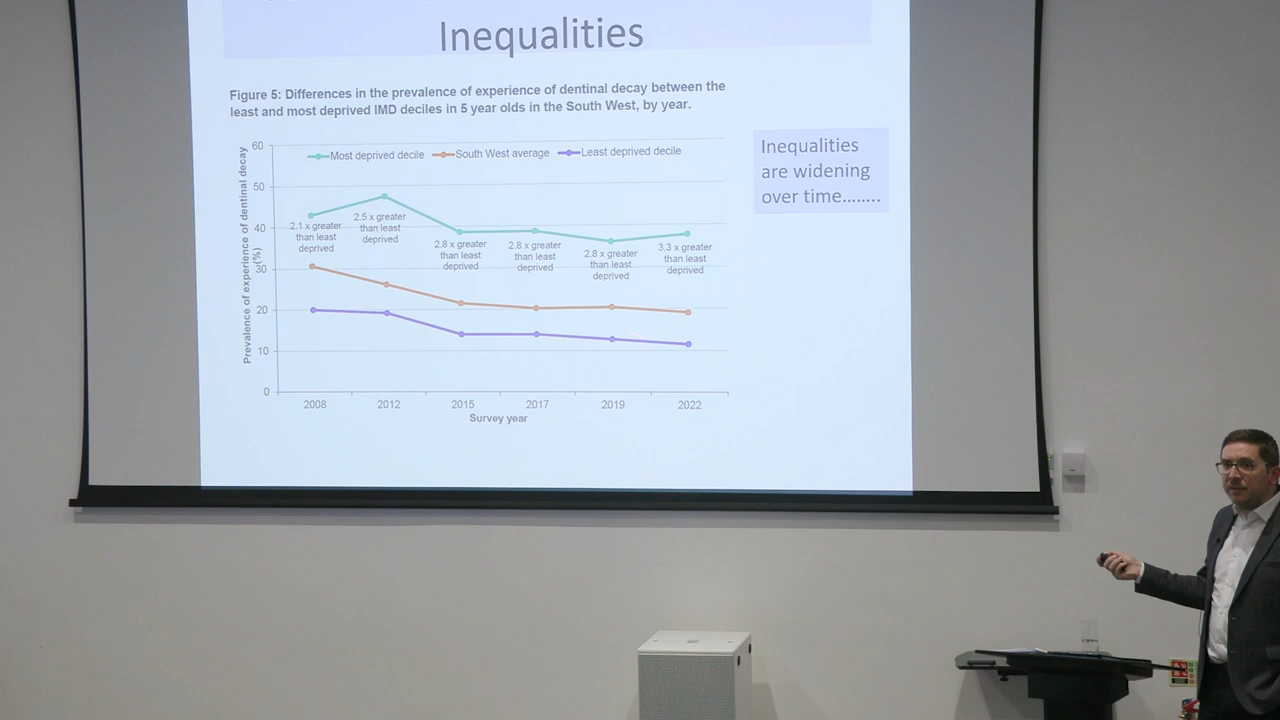 Inequalities
Figure 5: Differences in the prevalence of experience of dentinal decay between the
least and most deprived IMD deciles in 5 year olds in the South West, by year.
Inequalities
are widening
over time........
Most deprived decile
South West average
Least deprived decile
Prevalence of experience of dentinal decay
(%)
60
50
40
30
20
10
0
2.1 x greater
than least
deprived
2.5 x greater
than least
deprived
2.8 x greater
than least
deprived
2.8 x greater
than least
deprived
2.8 x greater
than least
deprived
3.3 x greater
than least
deprived
2008
2012
2015
2017
2019
2022
Survey year